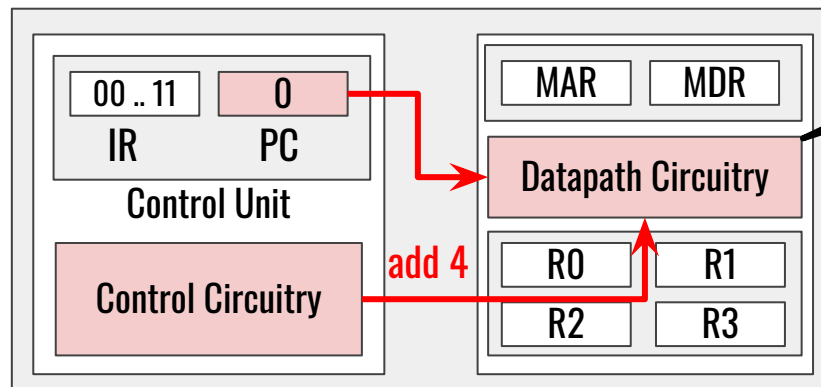 00 .. 11
0
IR
PC
Control Unit
Control Circuitry
add 4
MAR
MDR
Datapath Circuitry
R0
R1
R2
R3